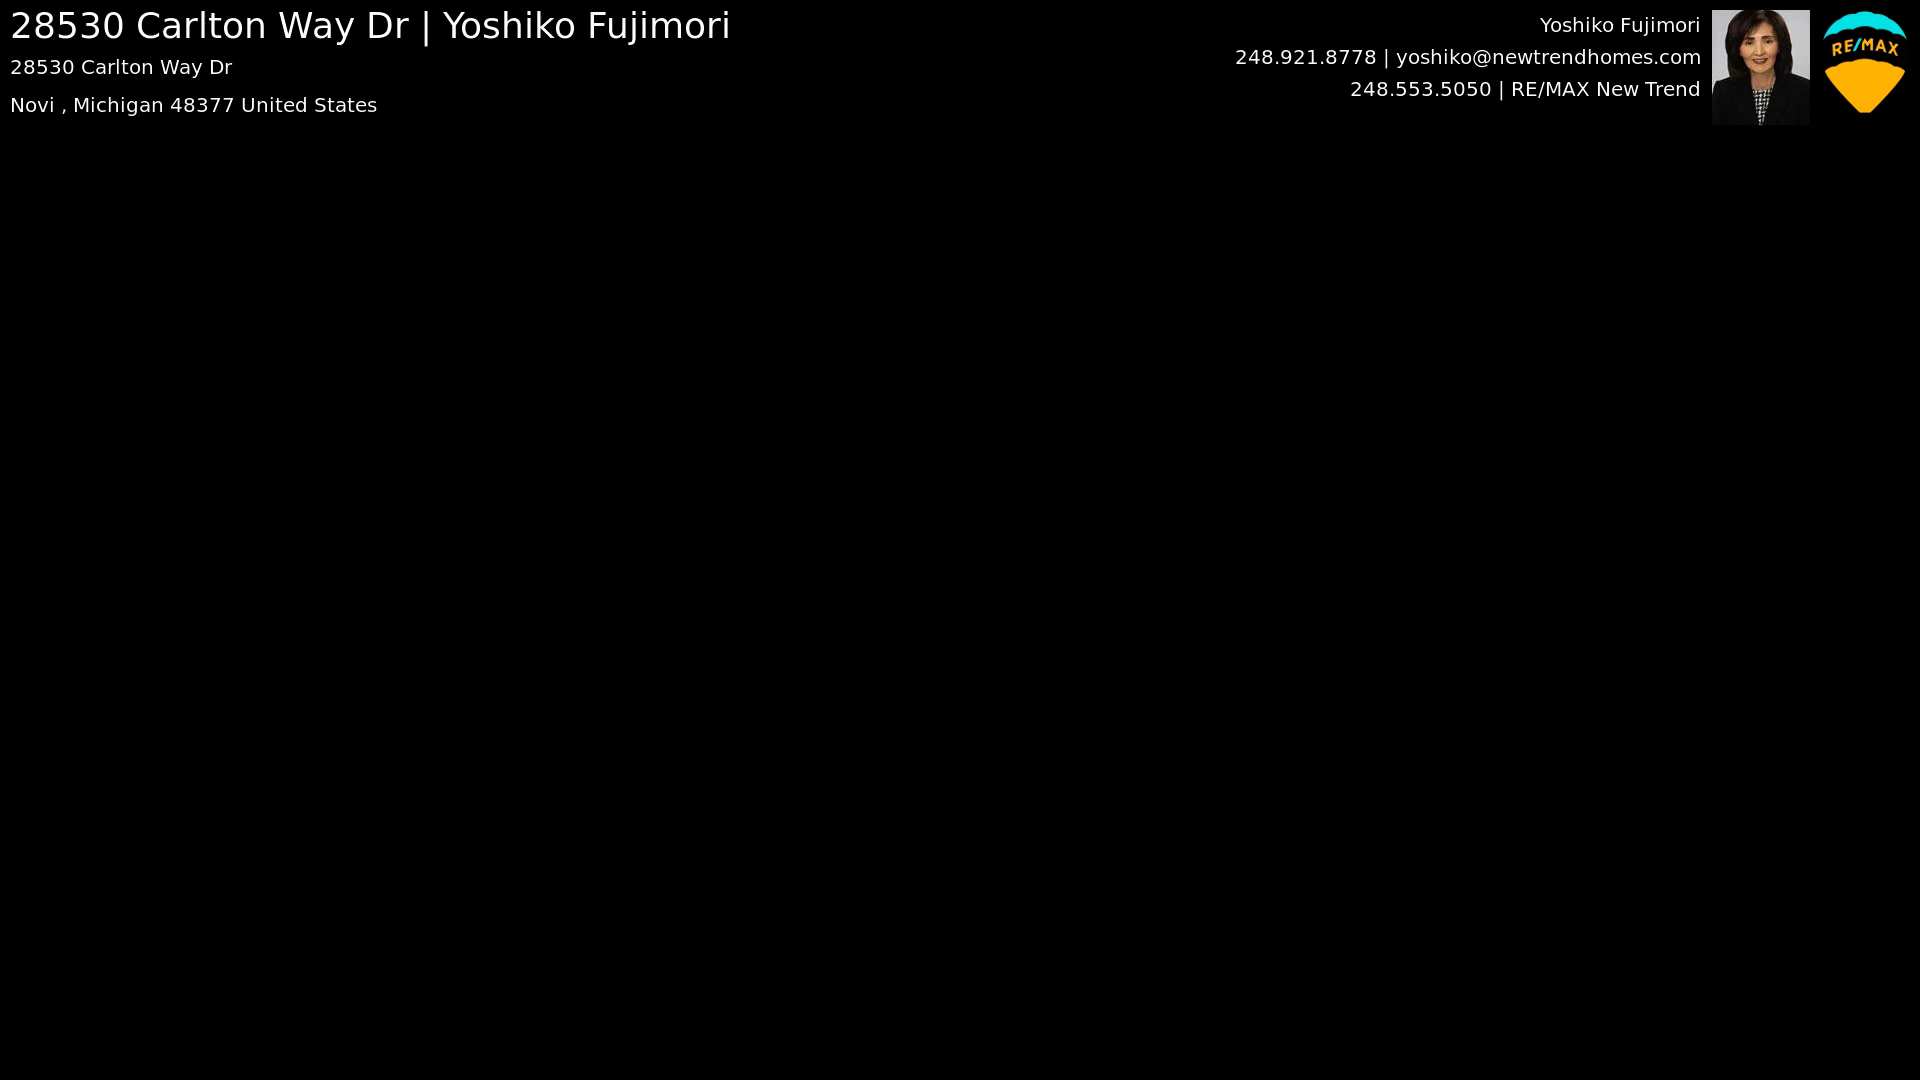 28530 Carlton Way Dr | Yoshiko Fujimori
28530 Carlton Way Dr
Novi , Michigan 48377 United States
Yoshiko Fujimori
248.921.8778 | yoshiko@newtrendhomes.com
248.553.5050 | RE/MAX New Trend
RE/MAX